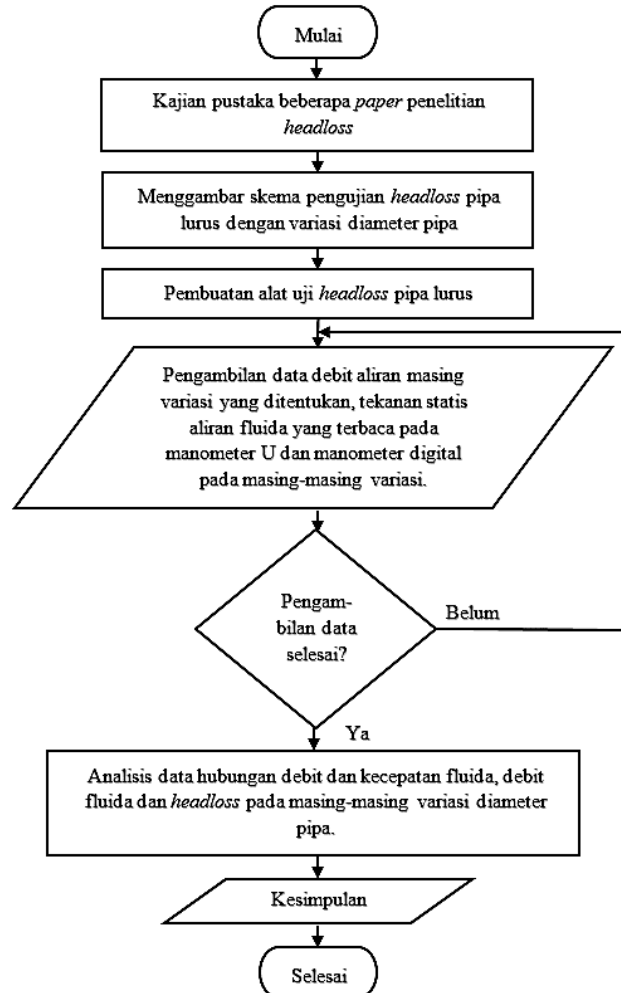 Mulai
Kajian pustaka beberapa paper penelitian
headloss
Menggambar skema pengujian headloss pipa
lurus dengan variasi diameter pipa
Pembuatan alat uji headloss pipa lurus
Pengambilan data debit aliran masing
variasi yang ditentukan, tekanan statis
aliran fluida yang terbaca pada
manometer U dan manometer digital
pada masing-masing variasi.
Pengam-
bilan data
selesai?
Belum
Ya
Analisis data hubungan debit dan kecepatan fluida, debit
fluida dan headloss pada masing-masing variasi diameter
pipa.
Kesimpulan
Selesai